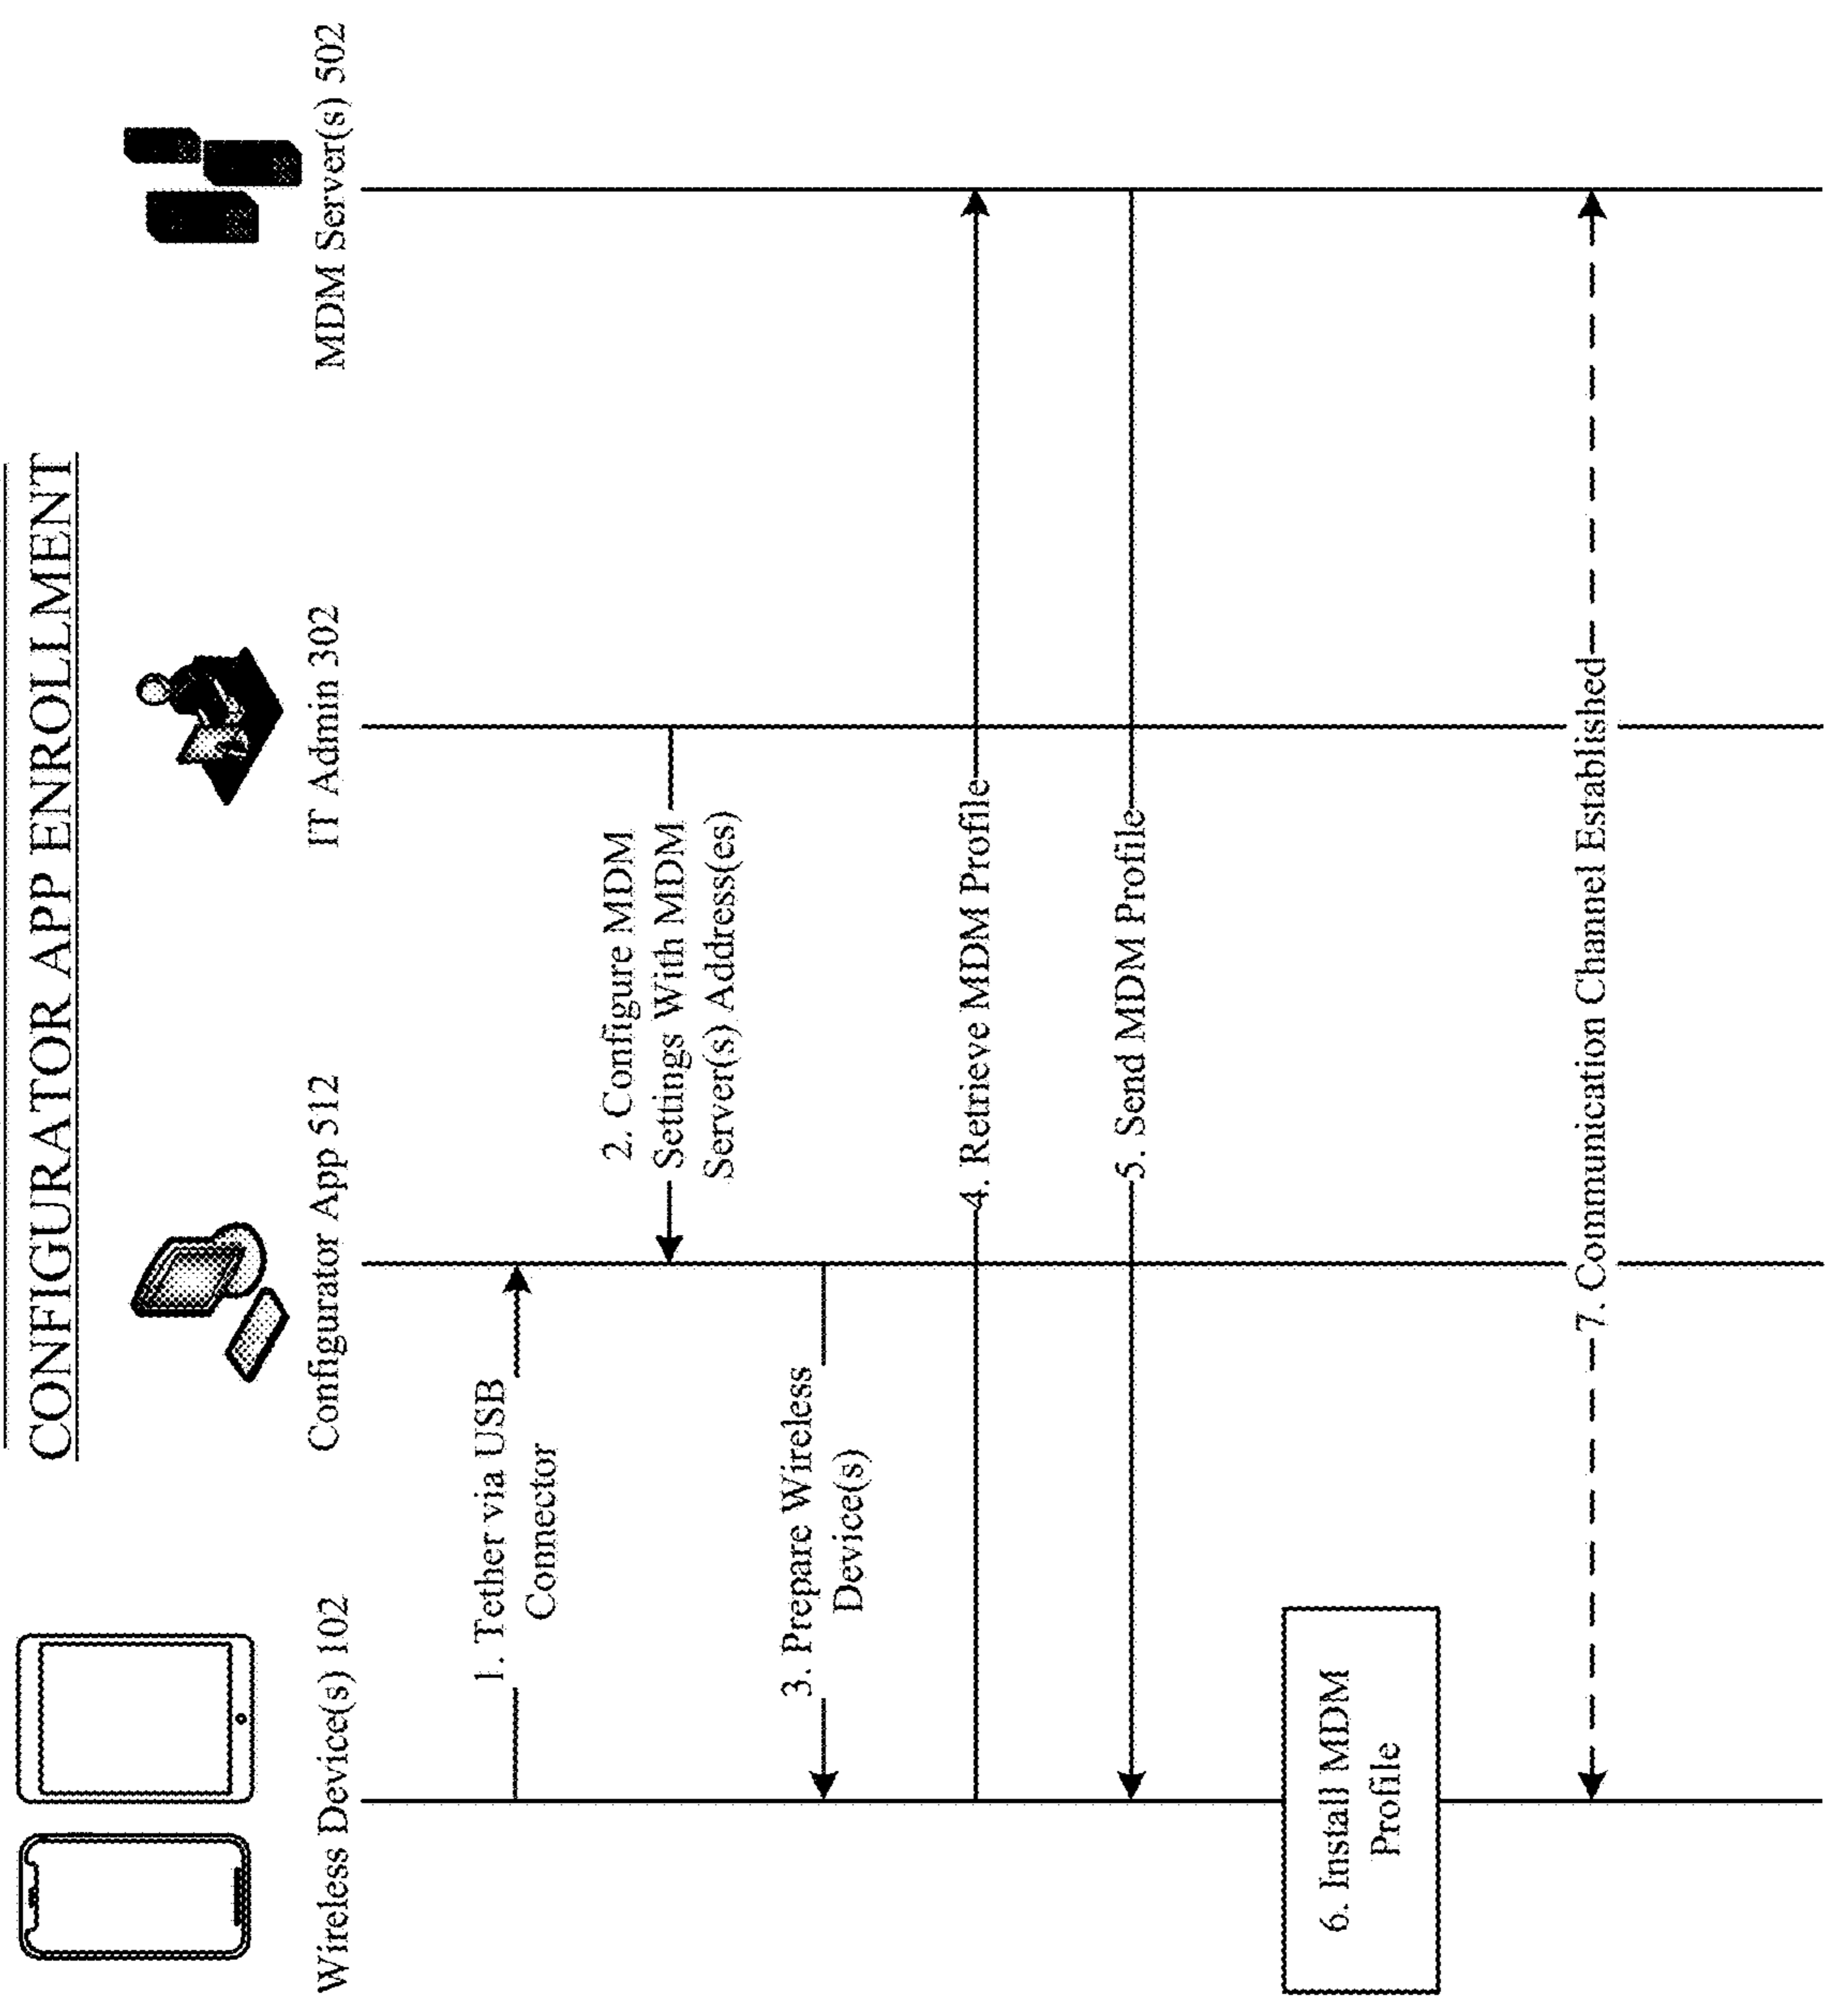 CONFIGURATOR APP ENROLLMENT
Wireless Device(s) 102
Configurator App 512
IT Admin 302
MDM Server(s) 502
1. Tether via USB
Connector
2. Configure MDM
Settings With MDM
Server(s) Address(es)
3. Prepare Wireless
Device(s)
4. Retrieve MDM Profile
5. Send MDM Profile
6. Install MDM
Profile
7. Communication Channel Established